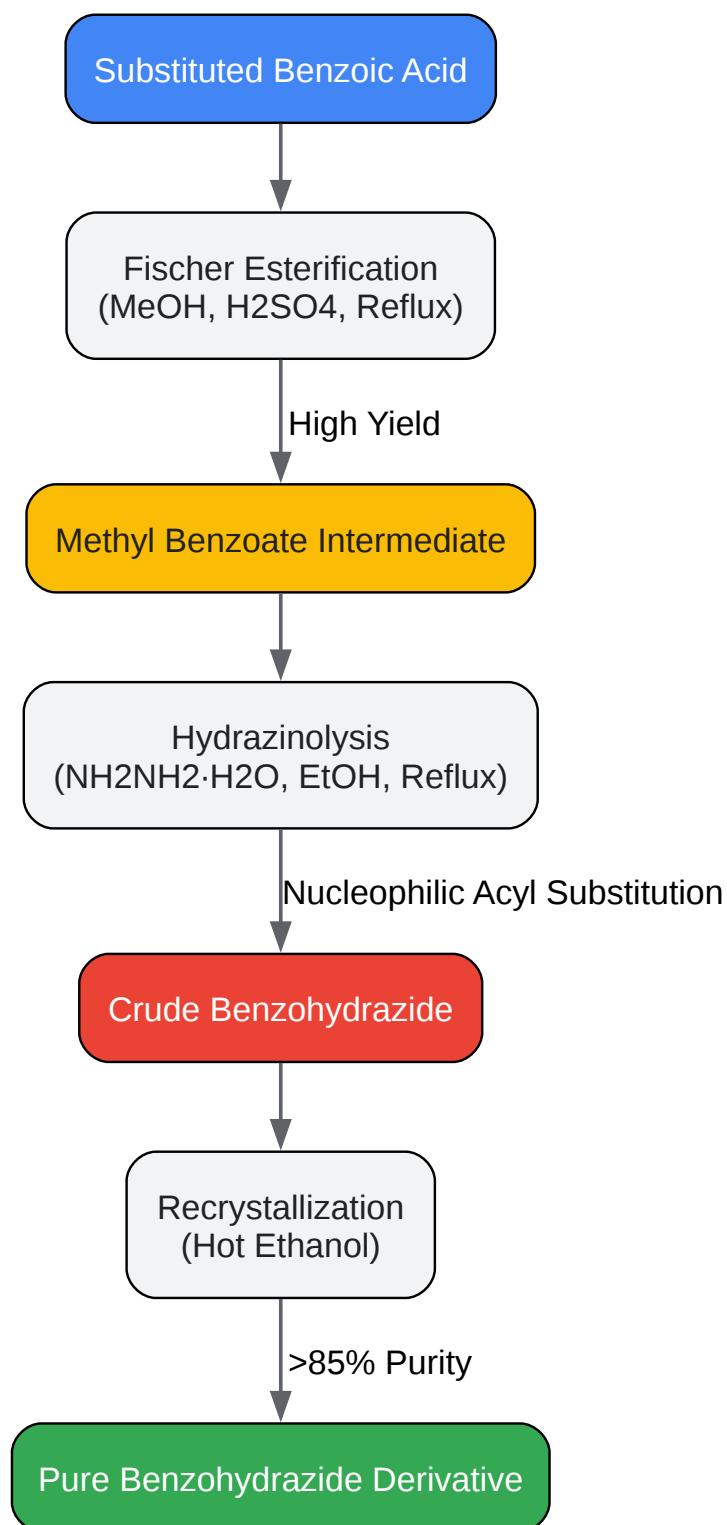 Substituted Benzoic Acid
Fischer Esterification
(MeOH, H2SO4, Reflux)
High Yield
Methyl Benzoate Intermediate
Hydrazinolysis
(NH2NH2·H2O, EtOH, Reflux)
Nucleophilic Acyl Substitution
Crude Benzohydrazide
Recrystallization
(Hot Ethanol)
>85% Purity
Pure Benzohydrazide Derivative